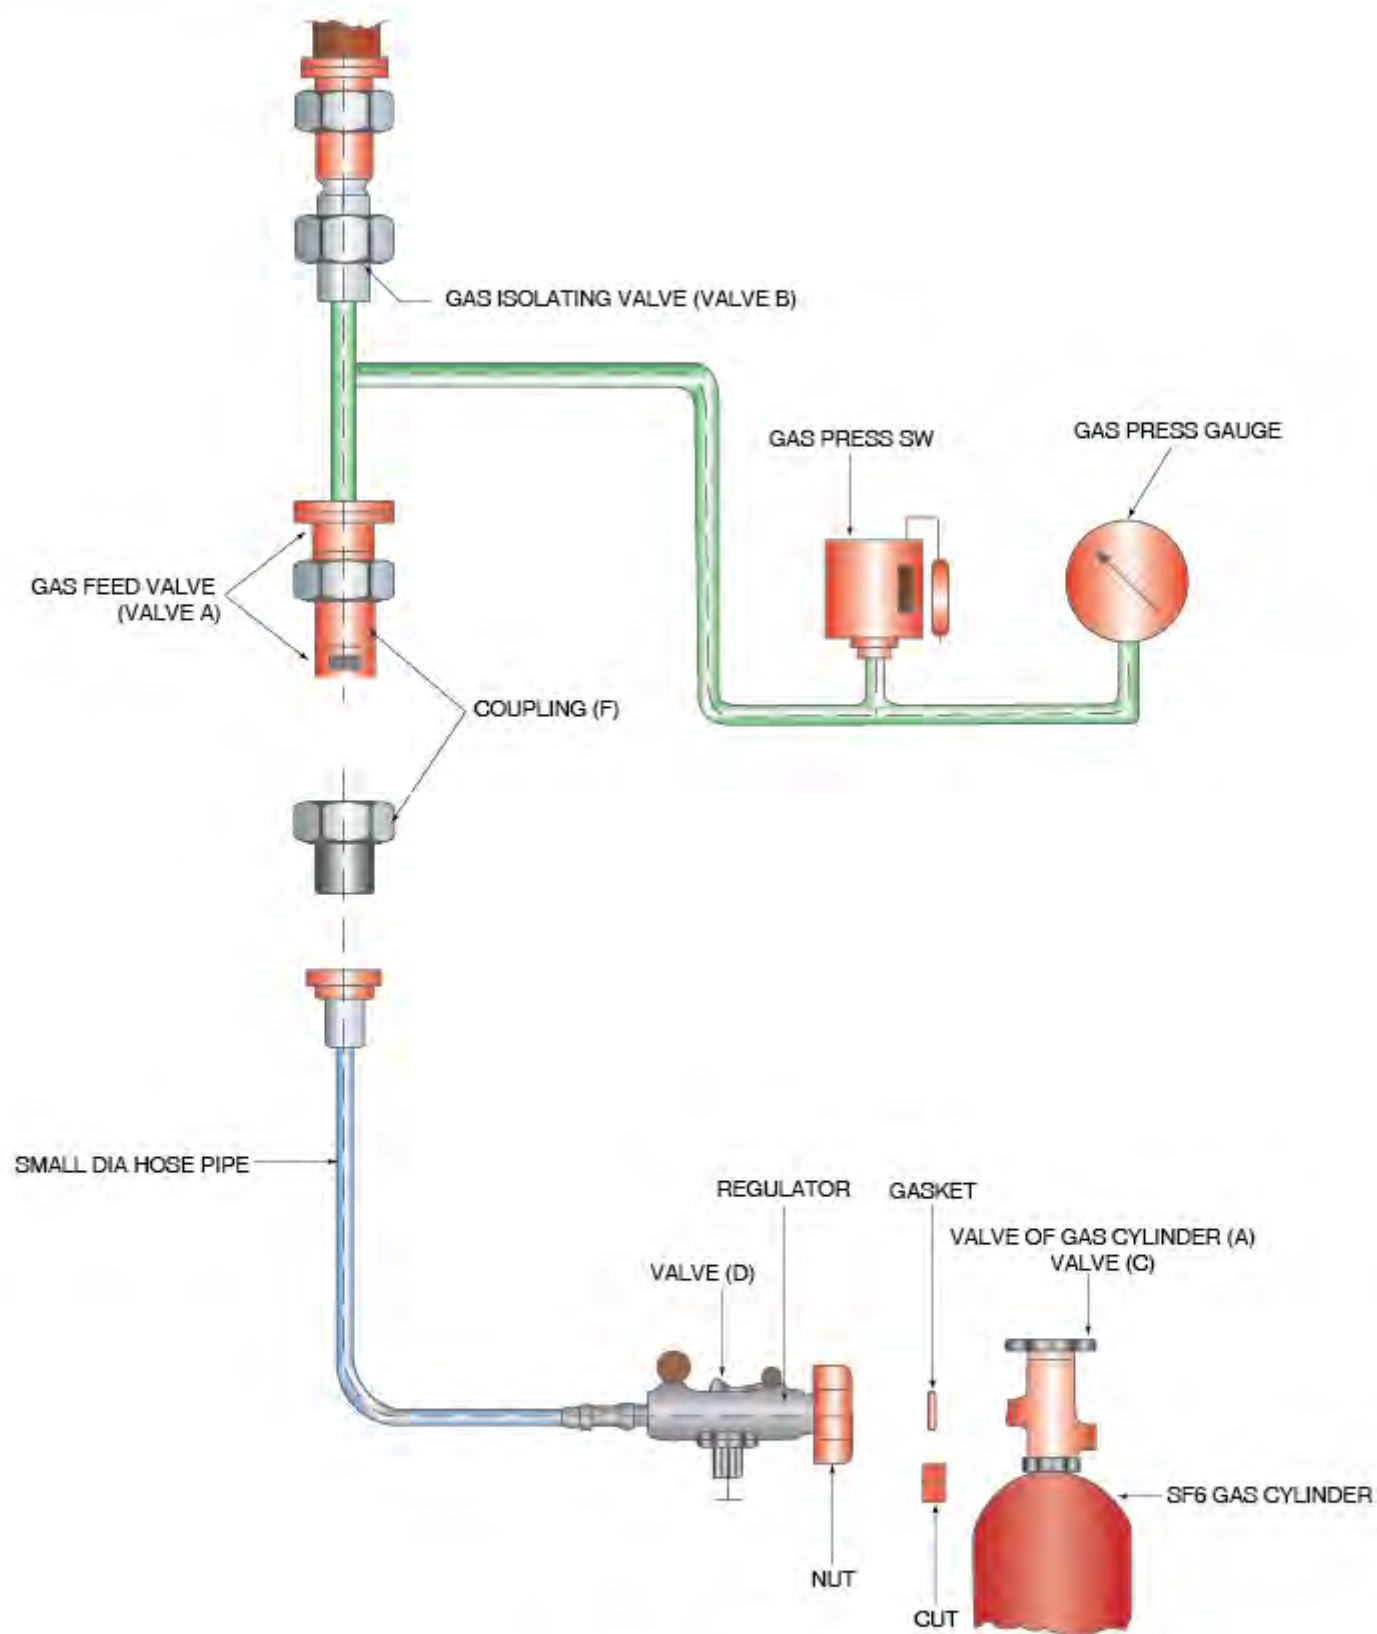 GAS ISOLATING VALVE (VALVE B)
GAS PRESS SW
GAS PRESS GAUGE
GAS FEED VALVE
(VALVE A)
COUPLING (F)
SMALL DIA HOSE PIPE
REGULATOR
GASKET
VALVE OF GAS CYLINDER (A)
VALVE (C)
VALVE (D)
SF6 GAS CYLINDER
NUT
CUT